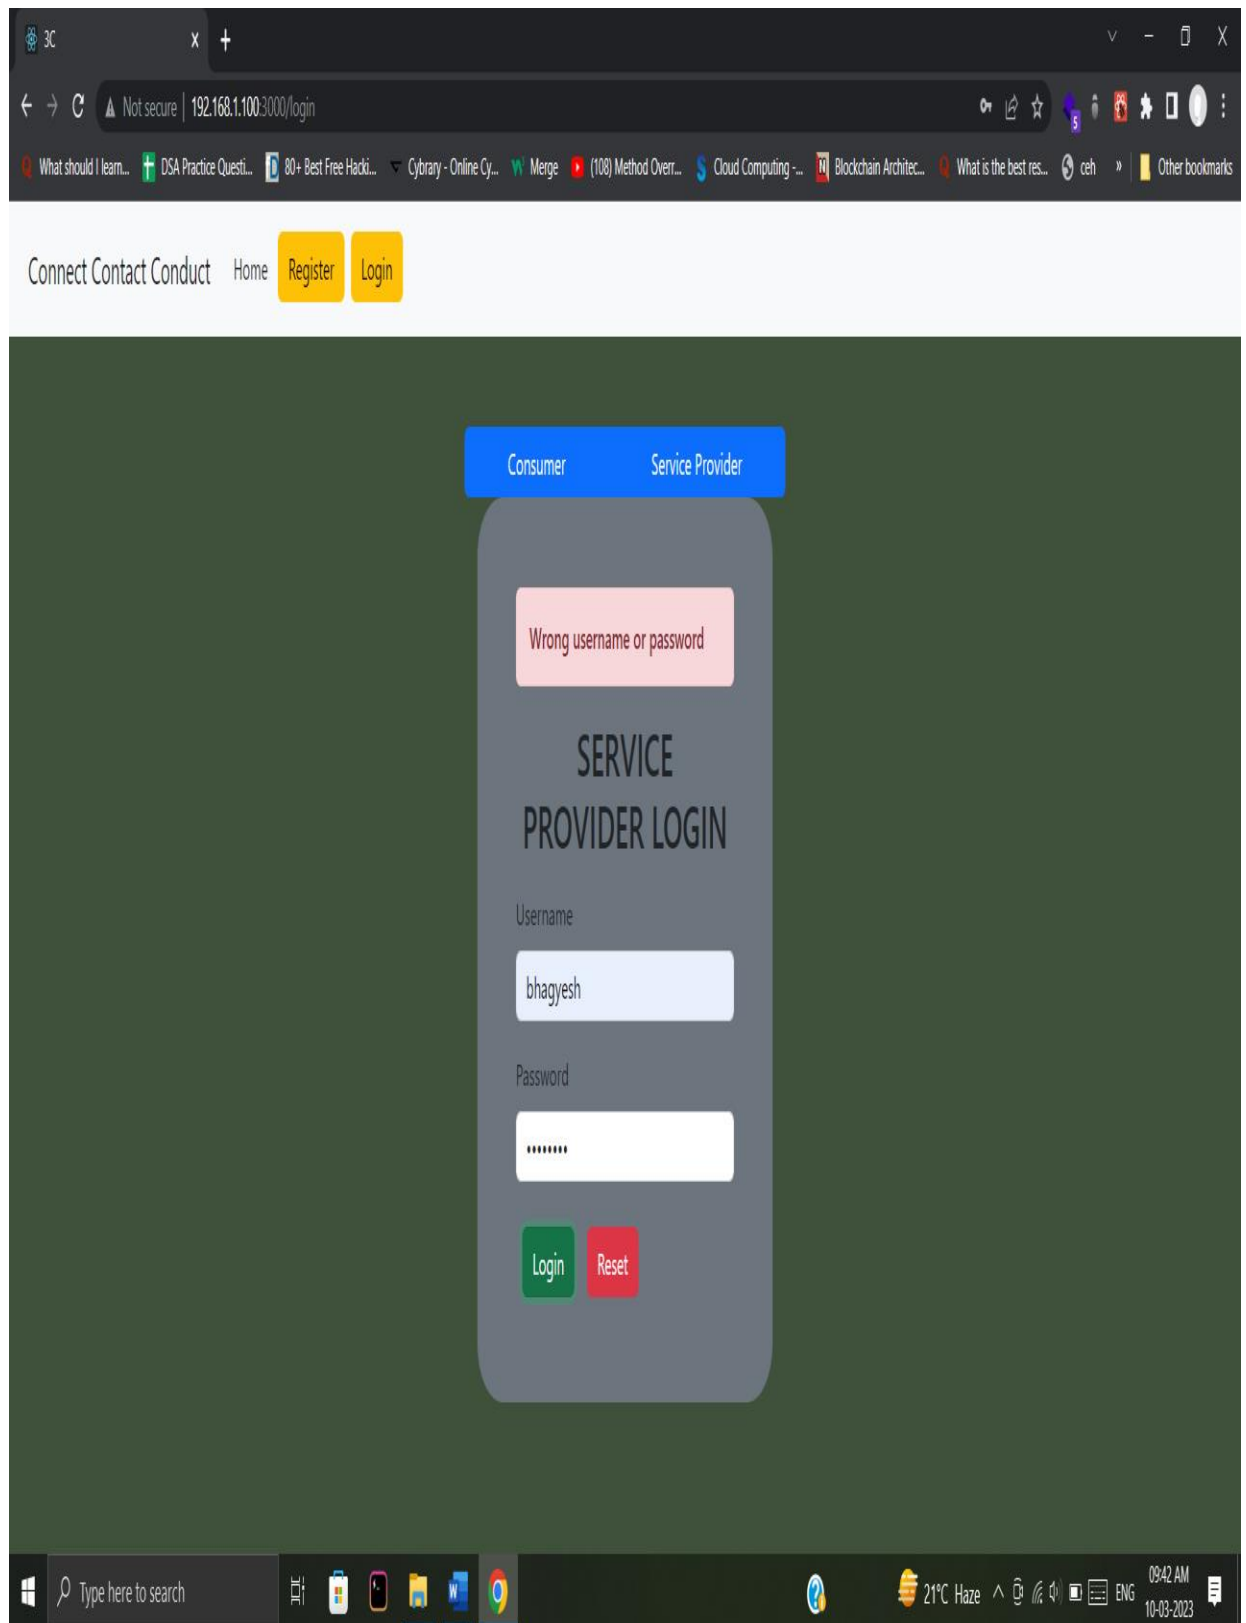 3C
Not secure | 192.168.1.100:3000/login
5
What should I learn... DSA Practice Questi... 80+ Best Free Hacki... Cybrary - Online Cy... Merge (108) Method Overr... Cloud Computing -... Blockchain Architec... What is the best res... ceh » Other bookmarks
Connect Contact Conduct Home Register Login
Consumer Service Provider
Wrong username or password
SERVICE
PROVIDER LOGIN
Username
bhagyesh
Password
••••••••
Login Reset
Type here to search
21°C Haze
ENG
09:42 AM
10-03-2023